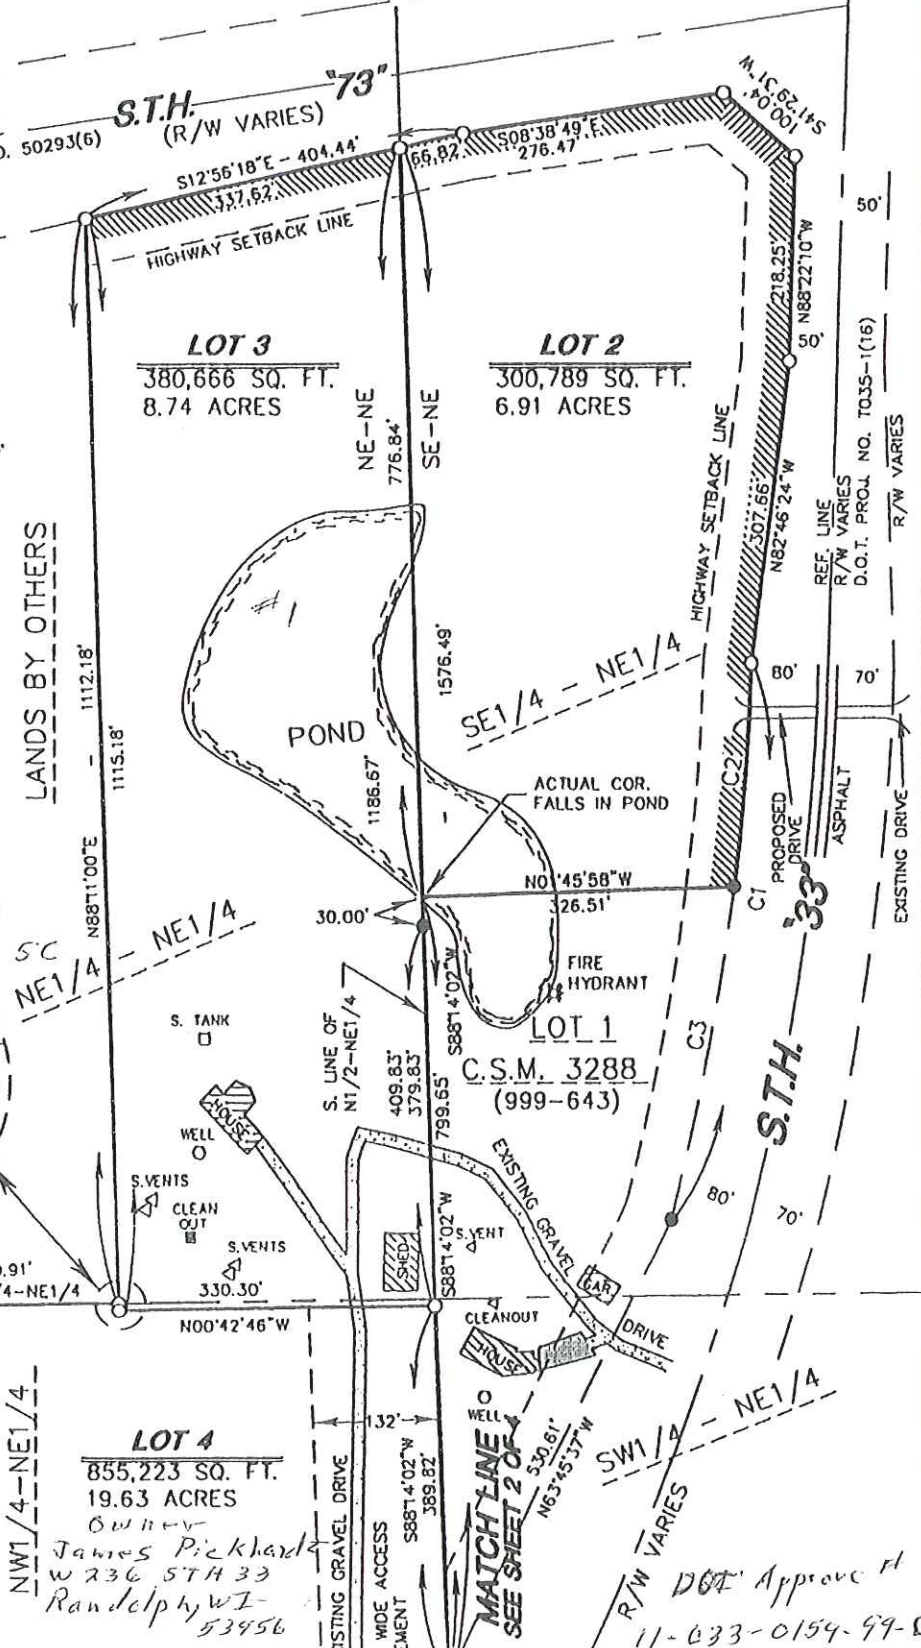 "73"
S.T.H.
(R/W VARIES)
50293(6)
S12°56'18"E - 404.44'
337.62'
66.82'
S08°38'49"E
276.47'
100.04'
S41°29'31"W
HIGHWAY SETBACK LINE
218.25'
N88°22'10"W
50'
50'
LOT 3
380,666 SQ. FT.
8.74 ACRES
LOT 2
300,789 SQ. FT.
6.91 ACRES
NE-NE
776.84'
SE-NE
HIGHWAY SETBACK LINE
307.66'
N82°46'24"W
REF. LINE
R/W VARIES
D.O.T. PROJ. NO. T035-1(16)
R/W VARIES
LANDS BY OTHERS
N88°11'00"E - 1112.18'
1115.18'
#1
POND
1576.49'
1186.67'
SE1/4 - NE1/4
80'
70'
ACTUAL COR.
FALLS IN POND
C2
PROPOSED
DRIVE
ASPHALT
EXISTING DRIVE
N01°45'58"W
326.51'
C1
"33"
30.00'
5C
NE1/4 - NE1/4
FIRE
HYDRANT
S. TANK
S. LINE OF
N1/2-NE1/4
S88°14'02"W
409.83'
379.83'
799.65'
LOT 1
C.S.M. 3288
(999-643)
C3
S.T.H.
HOUSE
WELL
S.VENTS
CLEAN
OUT
S.VENTS
EXISTING GRAVEL
DRIVE
S88°14'02"W
S.VENT
SHED
80'
70'
GAR.
.91'
/4-NE1/4
330.30'
N00°42'46"W
CLEANOUT
HOUSE
WELL
132'
SW1/4 - NE1/4
NW1/4-NE1/4
LOT 4
855,223 SQ. FT.
19.63 ACRES
Owner
James Pickhardt
W236 STH 33
Randolph, WI
53956
ISTING GRAVEL DRIVE
WIDE ACCESS
EMENT
S88°14'02"W
389.82'
MATCH LINE
SEE SHEET 2 OF 4
530.61'
N63°45'37"W
R/W VARIES
DOT Approve #
11-033-0154-99-